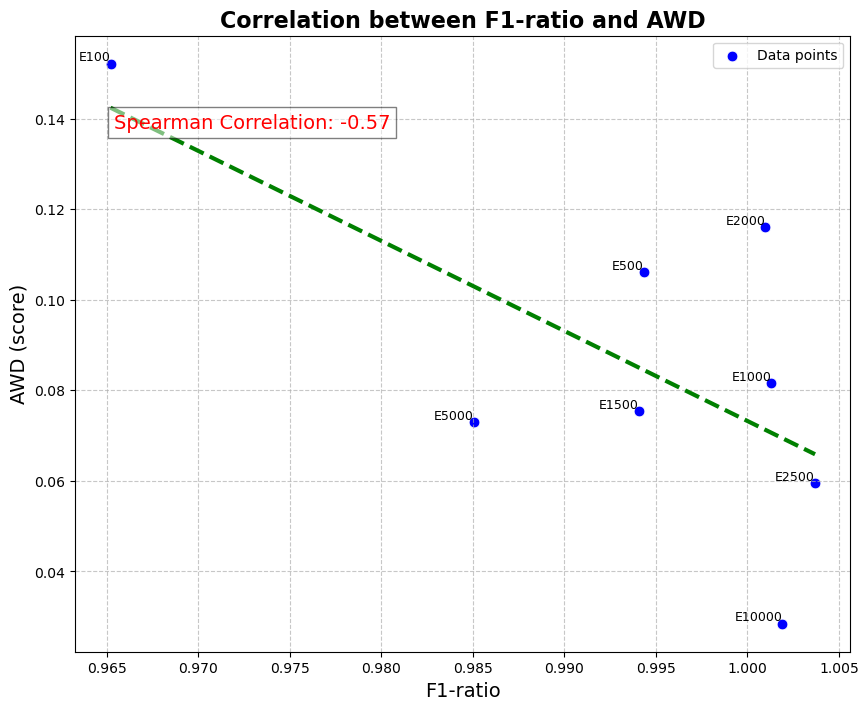 Correlation between F1-ratio and AWD
Data points
E100
Spearman Correlation: -0.57
E2000
E500
E1000
E1500
E5000
E2500
E10000
0.14
0.12
0.10
0.08
0.06
0.04
AWD (score)
0.965 0.970 0.975 0.980 0.985 0.990 0.995 1.000 1.005
F1-ratio